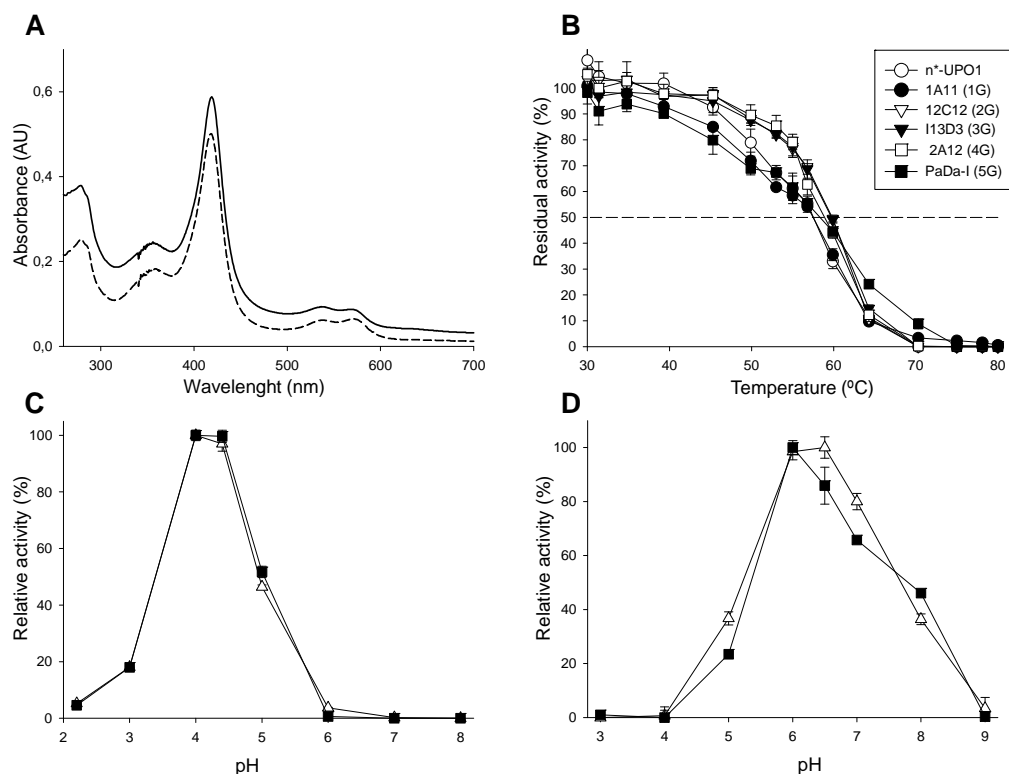 A
Absorbance (AU)
0,6
0,4
0,2
0,0
300 400 500 600 700
Wavelenght (nm)
B
Residual activity (%)
100
90
80
70
60
50
40
30
20
10
0
30 40 50 60 70 80
Temperature (ºC)
n*-UPO1
1A11 (1G)
12C12 (2G)
I13D3 (3G)
2A12 (4G)
PaDa-I (5G)
C
Relative activity (%)
100
80
60
40
20
0
2 3 4 5 6 7 8
pH
D
Relative activity (%)
100
80
60
40
20
0
3 4 5 6 7 8 9
pH